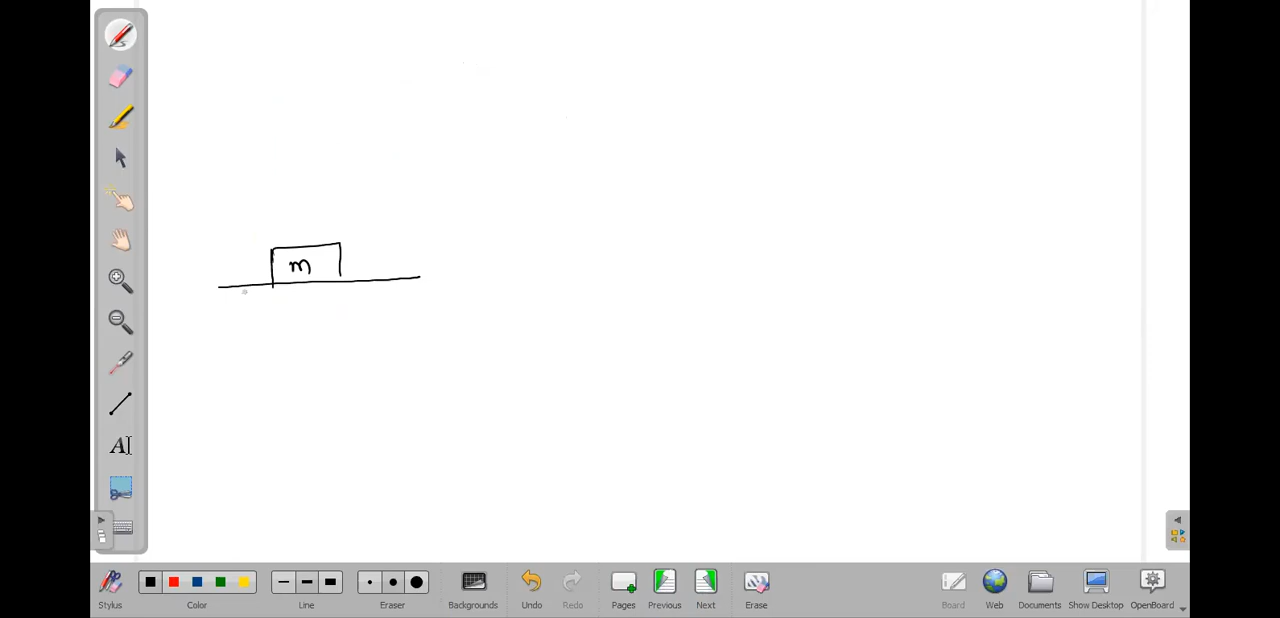 m
A
Stylus
Color
Line
Eraser
Backgrounds
Undo
Redo
Pages
Previous
Next
Erase
Board
Web
Documents
Show Desktop
OpenBoard